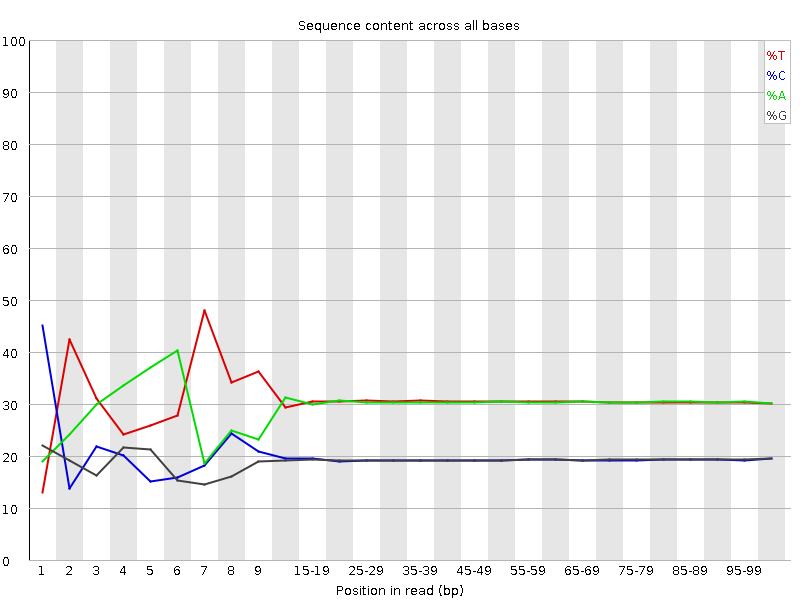 Sequence content across all bases
100
90
80
70
60
50
40
30
20
10
0
%T
%C
%A
%G
1 2 3 4 5 6 7 8 9 15-19 25-29 35-39 45-49 55-59 65-69 75-79 85-89 95-99
Position in read (bp)